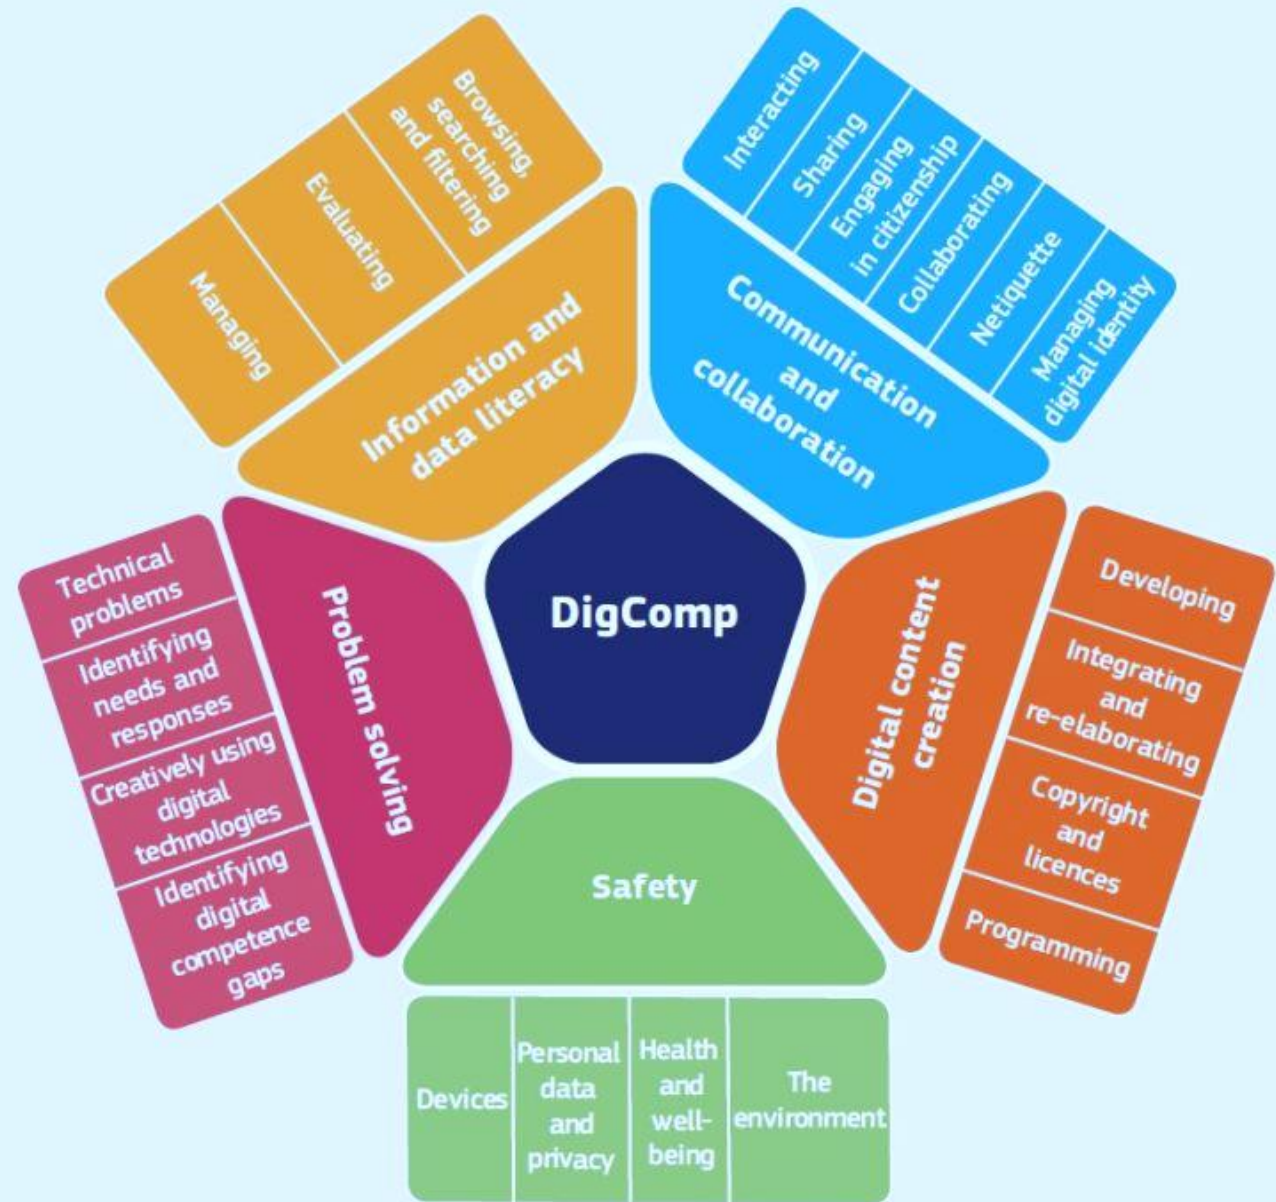 DigComp
Information and
data literacy
Browsing,
searching
and filtering
Evaluating
Managing
Communication
and
collaboration
Interacting
Sharing
Engaging
in citizenship
Collaborating
Netiquette
Managing
digital identity
Digital content
creation
Developing
Integrating
and
re-elaborating
Copyright
and
licences
Programming
Safety
Devices
Personal
data
and
privacy
Health
and
well-
being
The
environment
Problem solving
Technical
problems
Identifying
needs and
responses
Creatively using
digital
technologies
Identifying
digital
competence
gaps